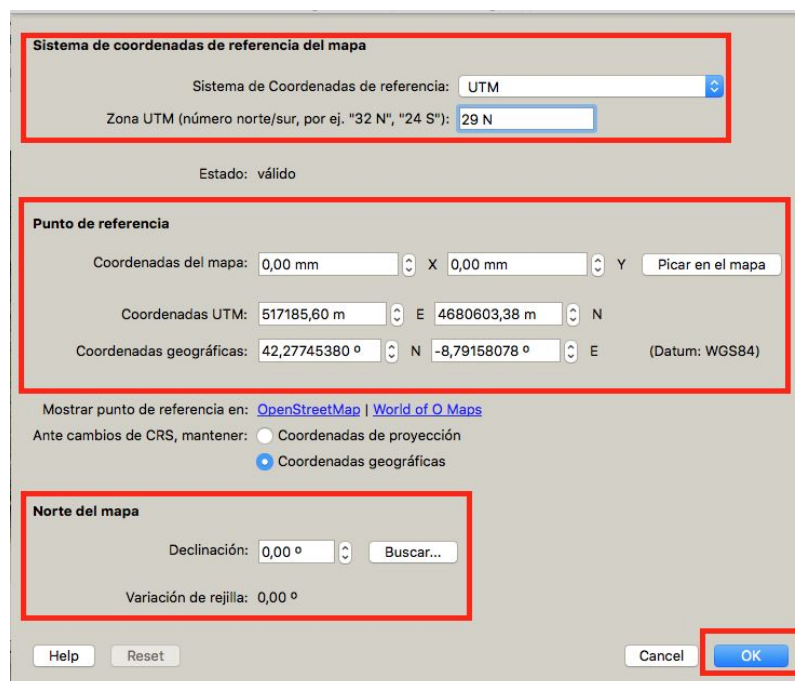 Sistema de coordenadas de referencia del mapa
Sistema de Coordenadas de referencia: UTM
Zona UTM (número norte/sur, por ej. "32 N", "24 S"): 29 N
Estado: válido
Punto de referencia
Coordenadas del mapa: 0,00 mm X 0,00 mm Y Picar en el mapa
Coordenadas UTM: 517185,60 m E 4680603,38 m N
Coordenadas geográficas: 42,27745380 º N -8,79158078 º E (Datum: WGS84)
Mostrar punto de referencia en: OpenStreetMap | World of O Maps
Ante cambios de CRS, mantener: Coordenadas de proyección
Coordenadas geográficas
Norte del mapa
Declinación: 0,00 º Buscar...
Variación de rejilla: 0,00 º
Help Reset Cancel OK